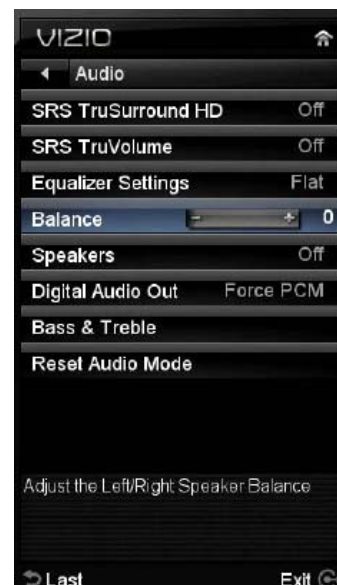 VIZIO
Audio
SRS TruSurround HD Off
SRS TruVolume Off
Equalizer Settings Flat
Balance - + 0
Speakers Off
Digital Audio Out Force PCM
Bass & Treble
Reset Audio Mode
Adjust the Left/Right Speaker Balance
Last Exit